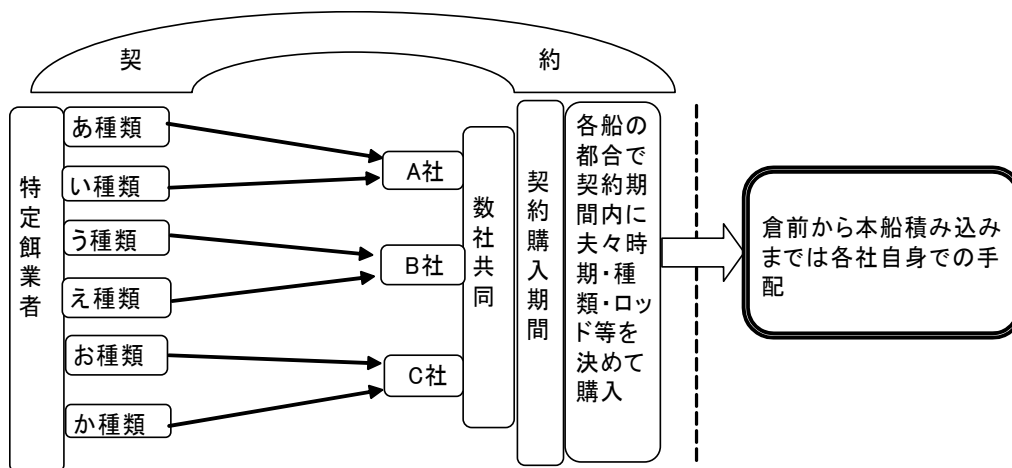 契 約
特定餌業者
あ種類
い種類
う種類
え種類
お種類
か種類
A社
B社
C社
数社共同
契約購入期間
各船の
都合で
契約期
間内に
夫々時
期・種
類・ロッ
ド等を
決めて
購入
倉前から本船積み込み
までは各社自身での手
配